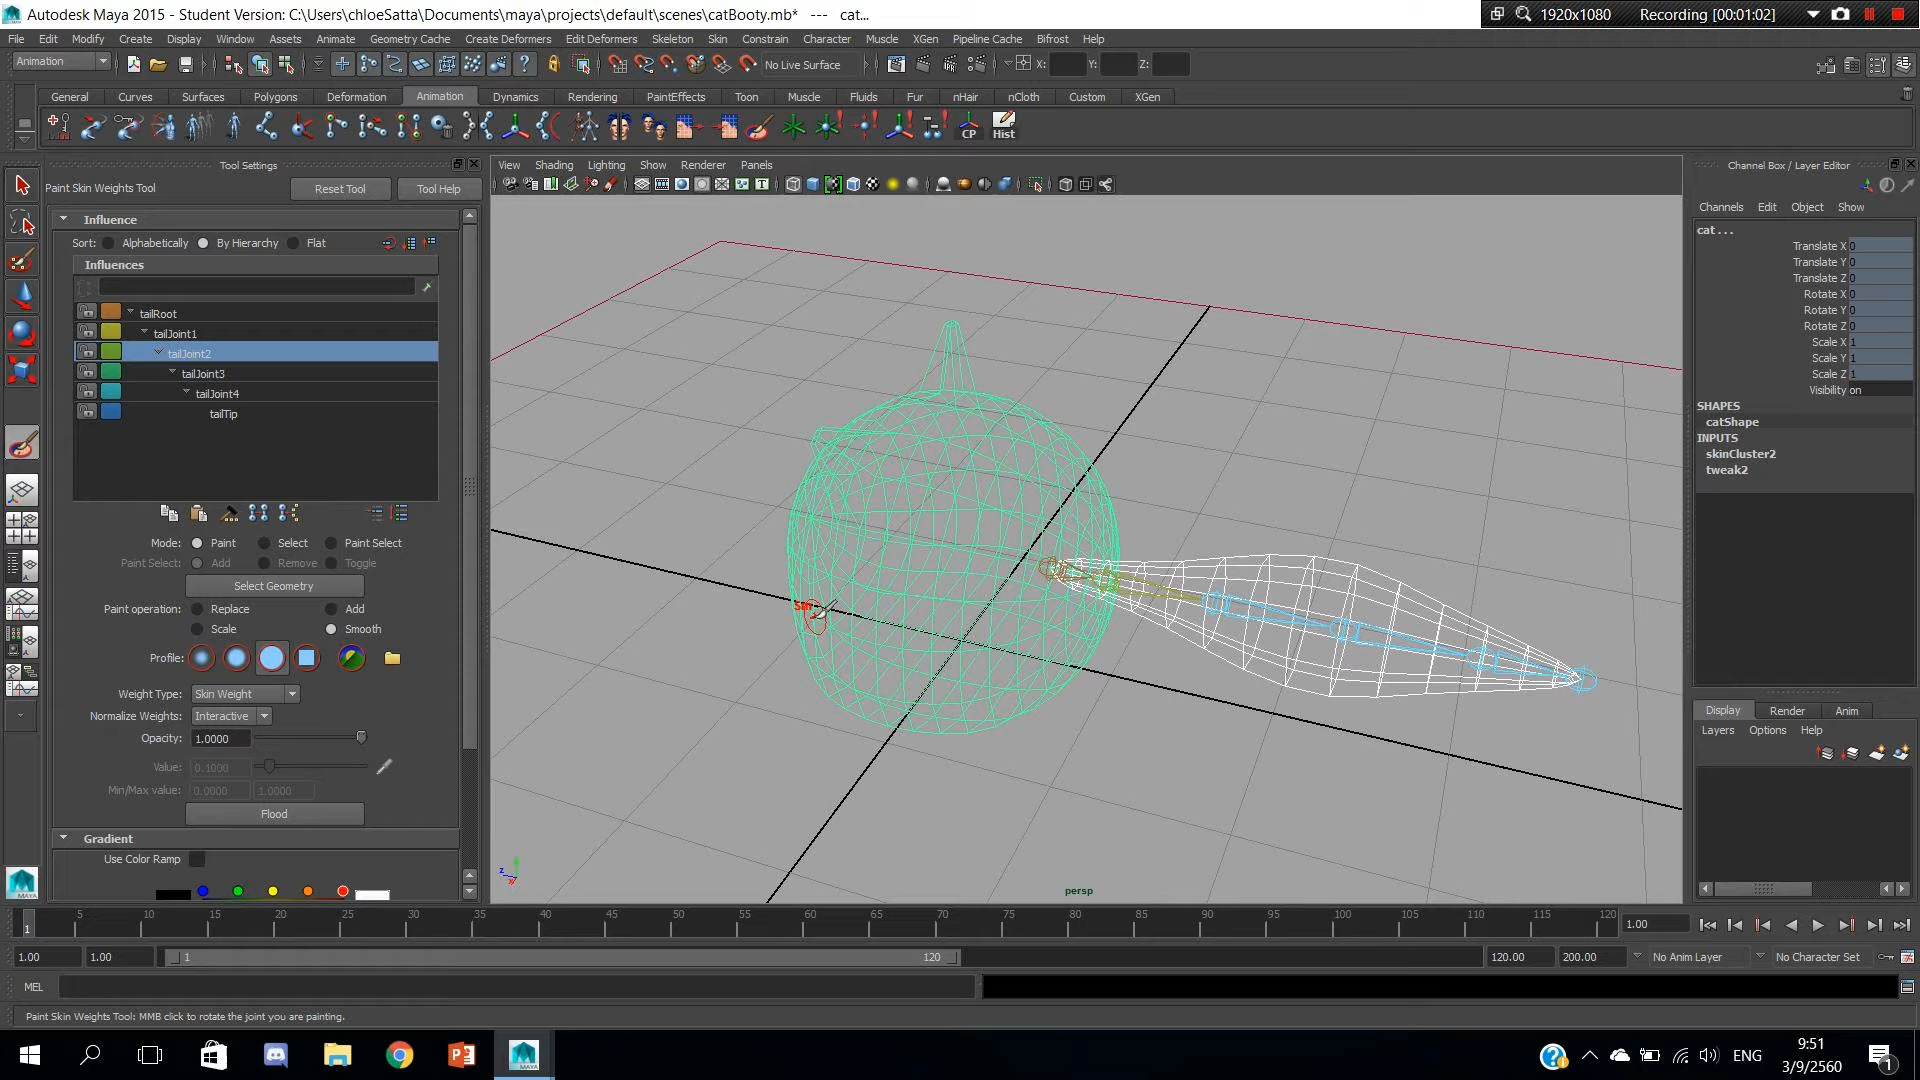 Autodesk Maya 2015 - Student Version: C:\Users\chloeSatta\Documents\maya\projects\default\scenes\catBooty.mb* --- cat...
1920x1080 Recording [00:01:02]
File Edit Modify Create Display Window Assets Animate Geometry Cache Create Deformers Edit Deformers Skeleton Skin Constrain Character Muscle XGen Pipeline Cache Bifrost Help
Animation No Live Surface X: Y: Z:
General Curves Surfaces Polygons Deformation Animation Dynamics Rendering PaintEffects Toon Muscle Fluids Fur nHair nCloth Custom XGen
CP Hist
Tool Settings
Paint Skin Weights Tool Reset Tool Tool Help
Influence
Sort: Alphabetically By Hierarchy Flat
Influences
tailRoot
tailJoint1
tailJoint2
tailJoint3
tailJoint4
tailTip
Mode: Paint Select Paint Select
Paint Select: Add Remove Toggle
Select Geometry
Paint operation: Replace Add
Scale Smooth
Profile:
Weight Type: Skin Weight
Normalize Weights: Interactive
Opacity: 1.0000
Value: 0.1000
Min/Max value: 0.0000 1.0000
Flood
Gradient
Use Color Ramp
View Shading Lighting Show Renderer Panels
Sm
persp
Channel Box / Layer Editor
Channels Edit Object Show
cat...
Translate X 0
Translate Y 0
Translate Z 0
Rotate X 0
Rotate Y 0
Rotate Z 0
Scale X 1
Scale Y 1
Scale Z 1
Visibility on
SHAPES
catShape
INPUTS
skinCluster2
tweak2
Display Render Anim
Layers Options Help
1 5 10 15 20 25 30 35 40 45 50 55 60 65 70 75 80 85 90 95 100 105 110 115 120 1.00
1.00 1.00 1 120 120.00 200.00 No Anim Layer No Character Set
MEL
Paint Skin Weights Tool: MMB click to rotate the joint you are painting.
MAYA
ENG
9:51
3/9/2560
1